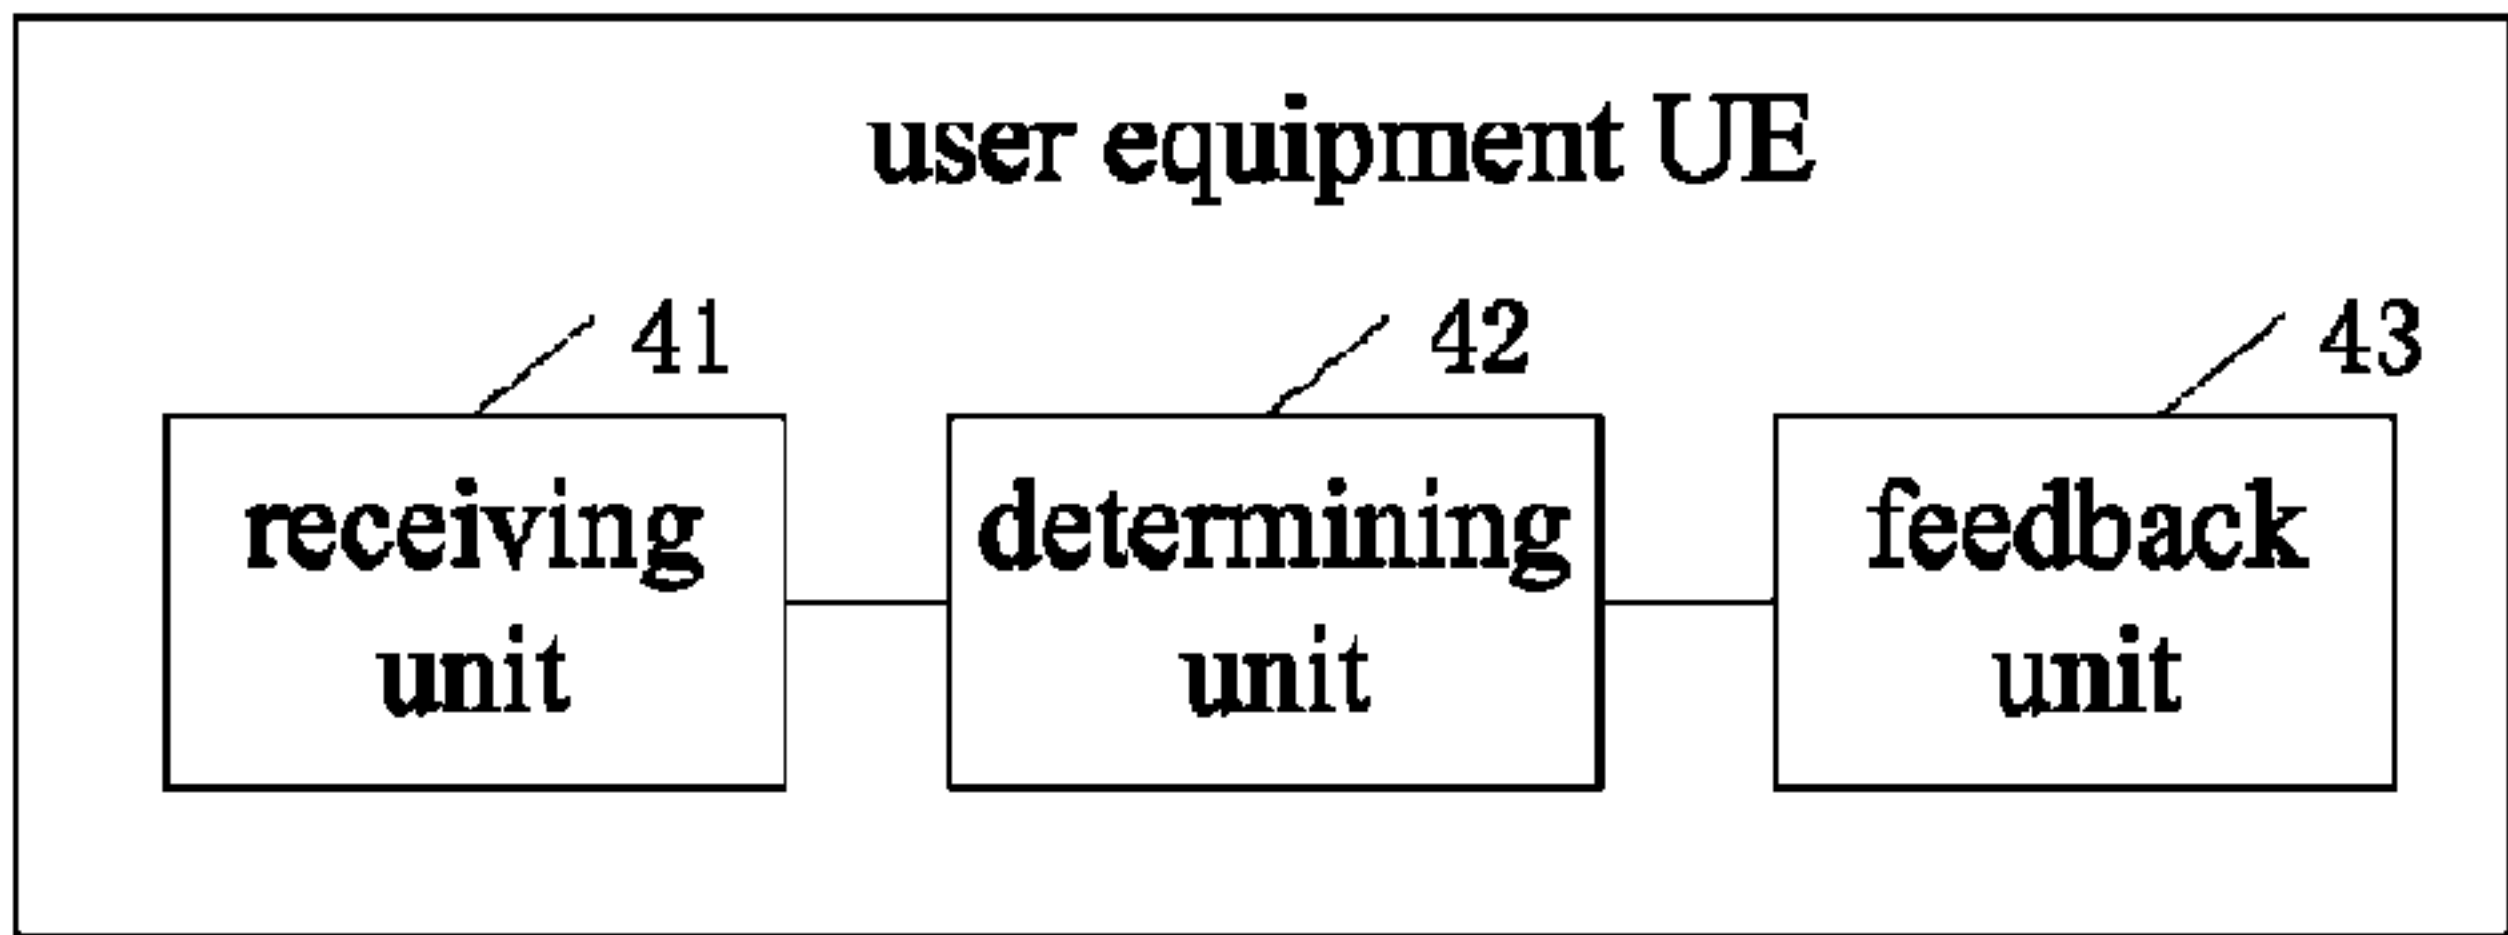 user equipment UE
41
42
43
receiving
unit
determining
unit
feedback
unit